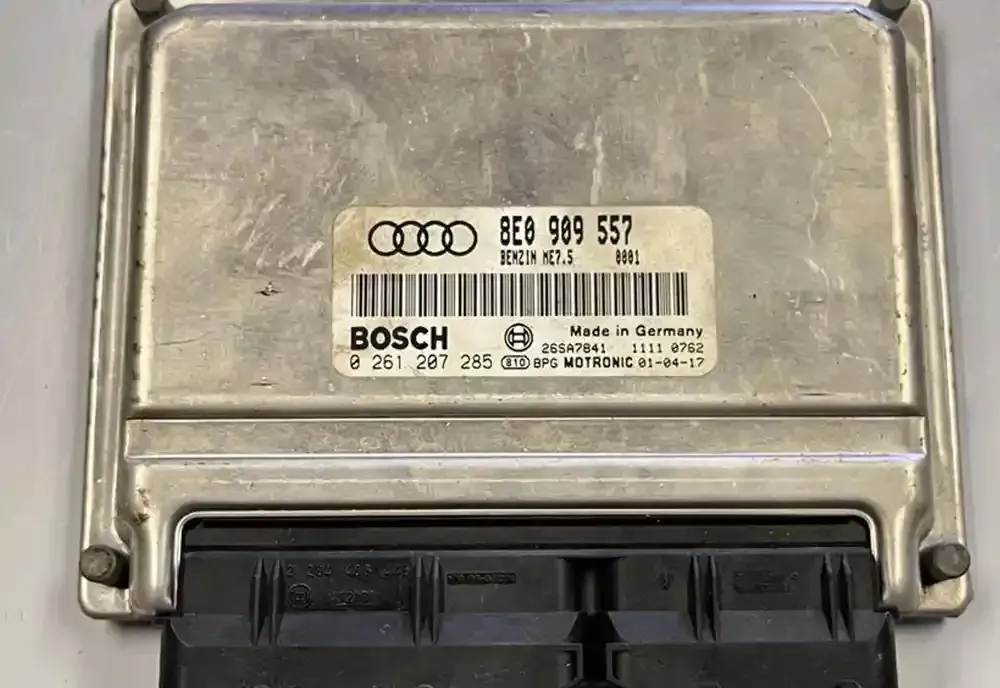 8E0 909 557
BENZIN ME7.5 0001
BOSCH
Made in Germany
26SA7841 1111 0762
0 261 207 285 810 BPG MOTRONIC 01-04-17